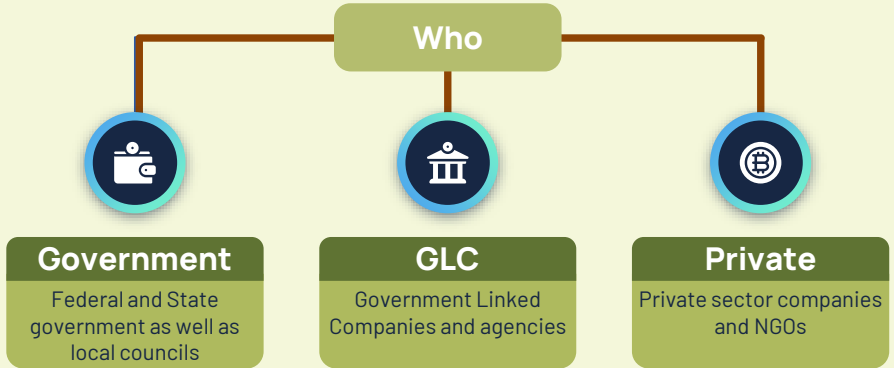 Who
Government
Federal and State
government as well as
local councils
GLC
Government Linked
Companies and agencies
Private
Private sector companies
and NGOs